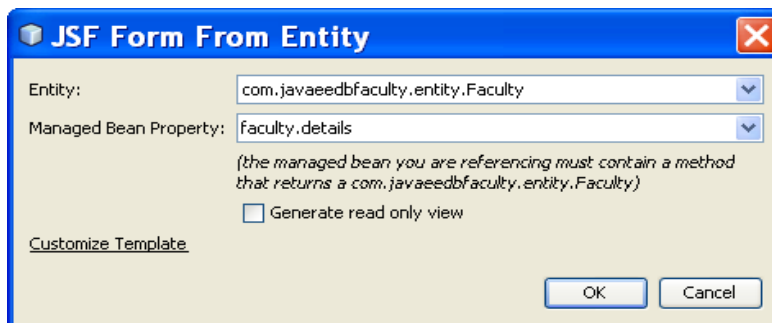 JSF Form From Entity
Entity: com.javaeedbfaculty.entity.Faculty
Managed Bean Property: faculty.details
(the managed bean you are referencing must contain a method
that returns a com.javaeedbfaculty.entity.Faculty)
Generate read only view
Customize Template
OK Cancel